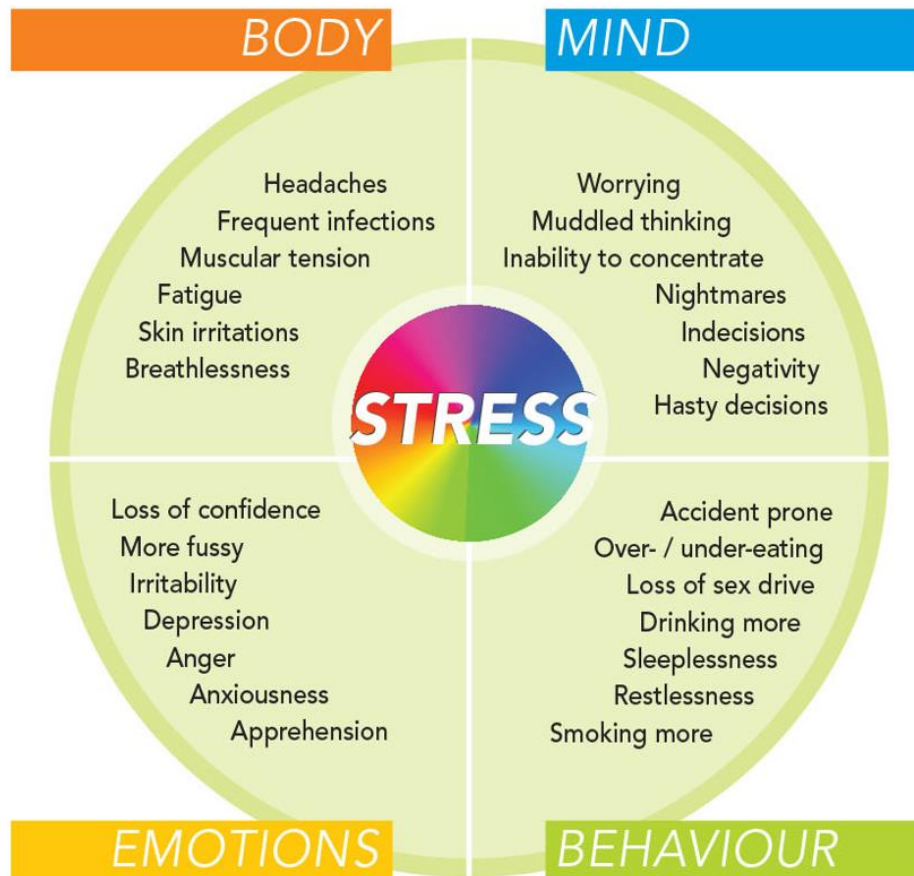 BODY
Headaches
Frequent infections
Muscular tension
Fatigue
Skin irritations
Breathlessness
MIND
Worrying
Muddled thinking
Inability to concentrate
Nightmares
Indecisions
Negativity
Hasty decisions
STRESS
Loss of confidence
More fussy
Irritability
Depression
Anger
Anxiousness
Apprehension
EMOTIONS
Accident prone
Over- / under-eating
Loss of sex drive
Drinking more
Sleeplessness
Restlessness
Smoking more
BEHAVIOUR